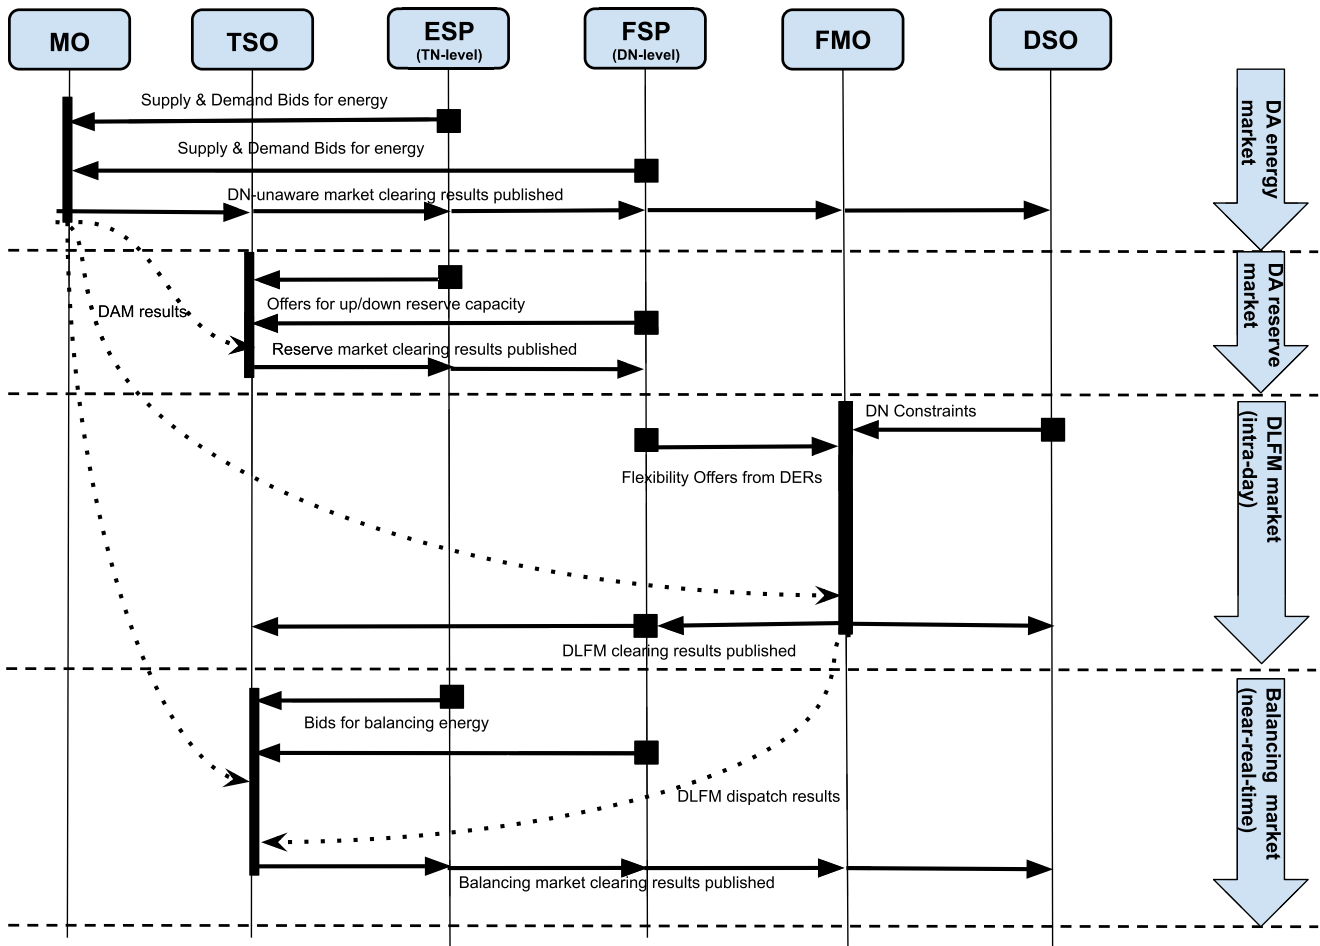 MO
TSO
ESP
(TN-level)
FSP
(DN-level)
FMO
DSO
Supply & Demand Bids for energy
Supply & Demand Bids for energy
DN-unaware market clearing results published
DA energy
market
DAM results
Offers for up/down reserve capacity
Reserve market clearing results published
DA reserve
market
DN Constraints
Flexibility Offers from DERs
DLFM clearing results published
DLFM market
(intra-day)
Bids for balancing energy
DLFM dispatch results
Balancing market clearing results published
Balancing market
(near-real-time)